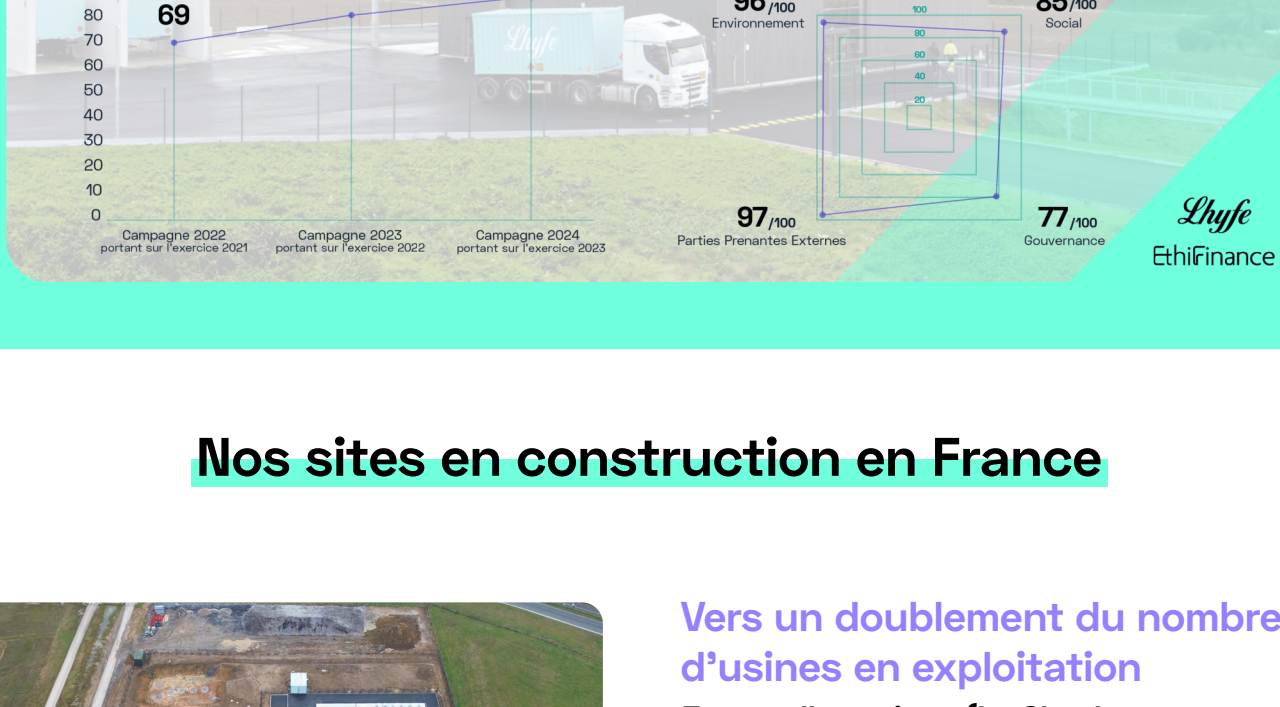 69
80
70
60
50
40
30
20
10
0
Campagne 2022
portant sur l'exercice 2021
Campagne 2023
portant sur l'exercice 2022
Campagne 2024
portant sur l'exercice 2023
Lhyfe
96/100
Environnement
85/100
Social
100
80
60
40
20
97/100
Parties Prenantes Externes
77/100
Gouvernance
Lhyfe
EthiFinance
Nos sites en construction en France
Vers un doublement du nombre
d'usines en exploitation